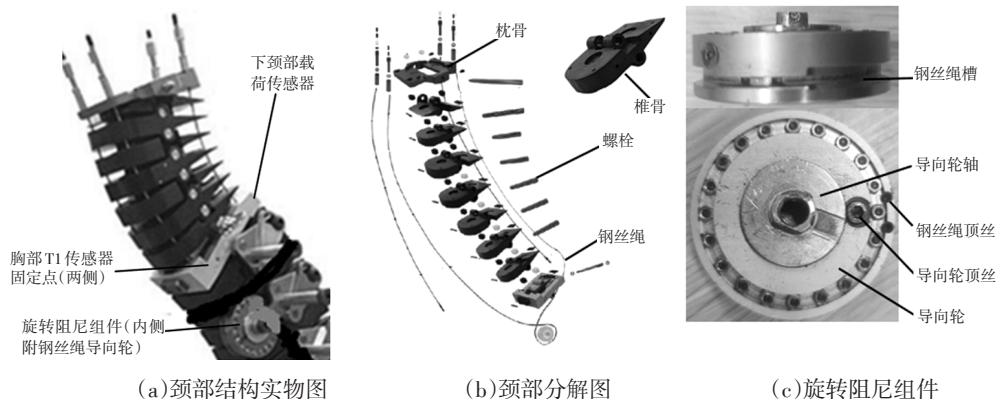 下颈部载
荷传感器
胸部T1传感器
固定点(两侧)
旋转阻尼组件(内侧
附钢丝绳导向轮)
(a)颈部结构实物图
枕骨
椎骨
螺栓
钢丝绳
(b)颈部分解图
钢丝绳槽
导向轮轴
钢丝绳顶丝
导向轮顶丝
导向轮
(c)旋转阻尼组件